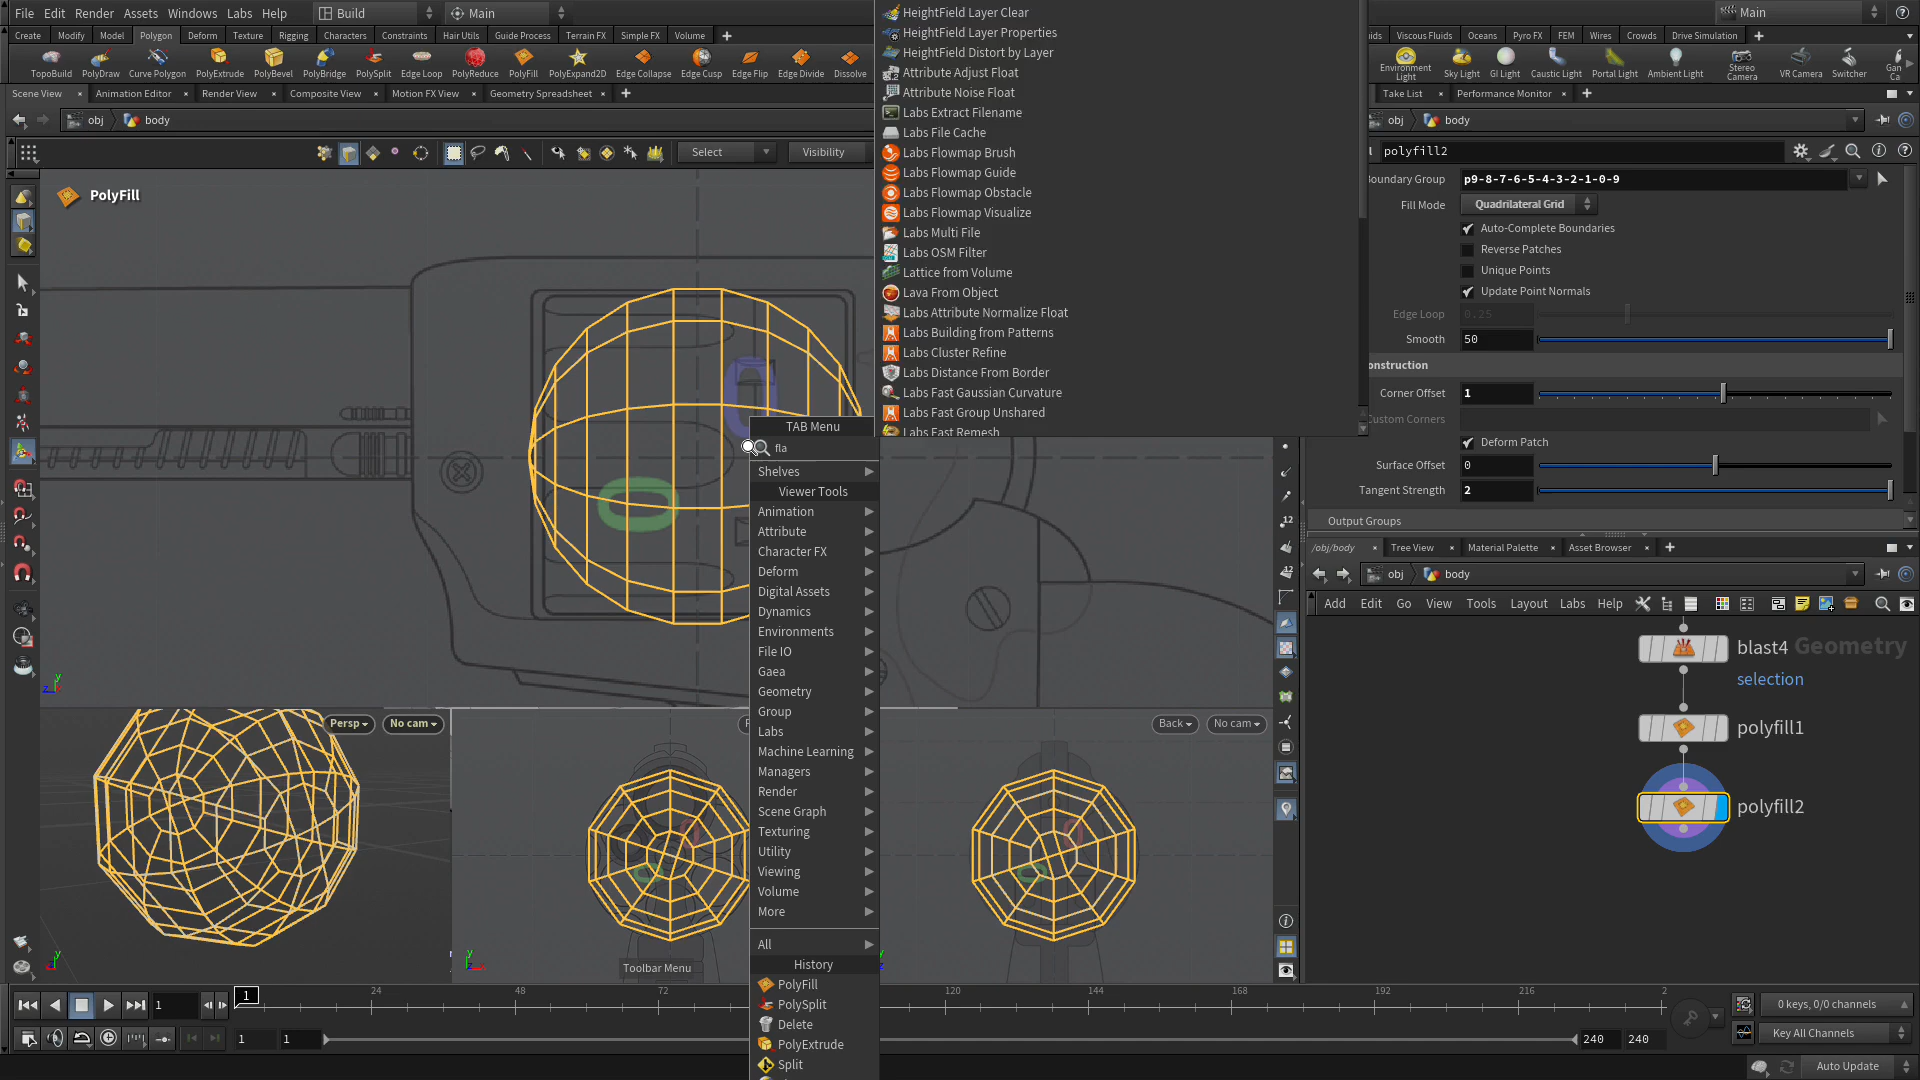 File Edit Render Assets Windows Labs Help Build Main
Create Modify Model Polygon Deform Texture Rigging Characters Constraints Hair Utils Guide Process Terrain FX Simple FX Volume
TopoBuild PolyDraw Curve Polygon PolyExtrude PolyBevel PolyBridge PolySplit Edge Loop PolyReduce PolyFill PolyExpand2D Edge Collapse Edge Cusp Edge Flip Edge Divide Dissolve
Scene View Animation Editor Render View Composite View Motion FX View Geometry Spreadsheet
obj body
Select Visibility
PolyFill
HeightField Layer Clear
HeightField Layer Properties
HeightField Distort by Layer
Attribute Adjust Float
Attribute Noise Float
Labs Extract Filename
Labs File Cache
Labs Flowmap Brush
Labs Flowmap Guide
Labs Flowmap Obstacle
Labs Flowmap Visualize
Labs Multi File
Labs OSM Filter
Lattice from Volume
Lava From Object
Labs Attribute Normalize Float
Labs Building from Patterns
Labs Cluster Refine
Labs Distance From Border
Labs Fast Gaussian Curvature
Labs Fast Group Unshared
Labs Fast Remesh
TAB Menu
fla
Shelves
Viewer Tools
Animation
Attribute
Character FX
Deform
Digital Assets
Dynamics
Environments
File IO
Gaea
Geometry
Group
Labs
Machine Learning
Managers
Render
Scene Graph
Texturing
Utility
Viewing
Volume
More
All
History
PolyFill
PolySplit
Delete
PolyExtrude
Split
Persp No cam
Back No cam
Toolbar Menu
Main
uids Viscous Fluids Oceans Pyro FX FEM Wires Crowds Drive Simulation
Environment Light Sky Light GI Light Caustic Light Portal Light Ambient Light Stereo Camera VR Camera Switcher Gan Ca
Take List Performance Monitor
obj body
polyfill2
oundary Group p9-8-7-6-5-4-3-2-1-0-9
Fill Mode Quadrilateral Grid
Auto-Complete Boundaries
Reverse Patches
Unique Points
Update Point Normals
Edge Loop 0.25
Smooth 50
onstruction
Corner Offset 1
Custom Corners
Deform Patch
Surface Offset 0
Tangent Strength 2
Output Groups
/obj/body Tree View Material Palette Asset Browser
obj body
Add Edit Go View Tools Layout Labs Help
blast4 Geometry
selection
polyfill1
polyfill2
12
12
1 1 24 48 72 120 144 168 192 216 2
0 keys, 0/0 channels
1 1 240 240
Key All Channels
Auto Update